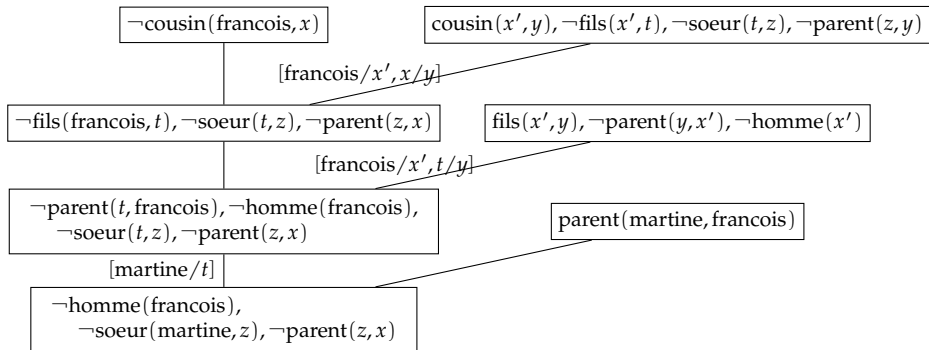 ¬cousin(francois, x)
cousin(x′, y), ¬fils(x′, t), ¬soeur(t, z), ¬parent(z, y)
[francois/x′, x/y]
¬fils(francois, t), ¬soeur(t, z), ¬parent(z, x)
fils(x′, y), ¬parent(y, x′), ¬homme(x′)
[francois/x′, t/y]
¬parent(t, francois), ¬homme(francois),
¬soeur(t, z), ¬parent(z, x)
parent(martine, francois)
[martine/t]
¬homme(francois),
¬soeur(martine, z), ¬parent(z, x)